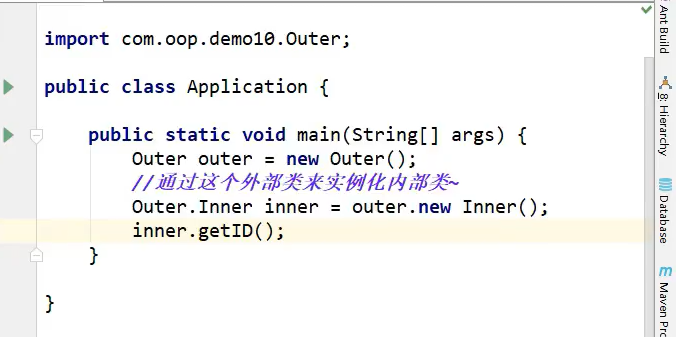 import com.oop.demo10.Outer;
public class Application {
public static void main(String[] args) {
Outer outer = new Outer();
//通过这个外部类来实例化内部类~
Outer.Inner inner = outer.new Inner();
inner.getID();
}
}
Ant Build
8: Hierarchy
Database
m